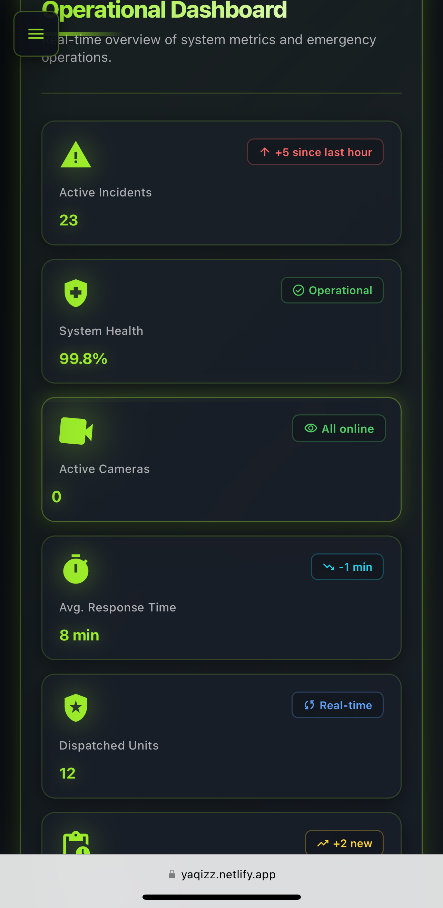 Operational Dashboard
-time overview of system metrics and emergency
operations.
+5 since last hour
Active Incidents
23
Operational
System Health
99.8%
All online
Active Cameras
0
-1 min
Avg. Response Time
8 min
Real-time
Dispatched Units
12
+2 new
yaqizz.netlify.app